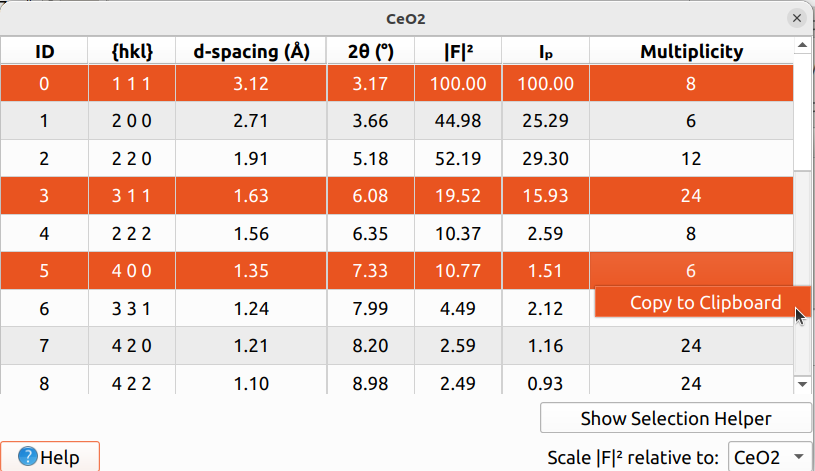 CeO2
ID {hkl} d-spacing (Å) 2θ (°) |F|² Iₚ Multiplicity
0 1 1 1 3.12 3.17 100.00 100.00 8
1 2 0 0 2.71 3.66 44.98 25.29 6
2 2 2 0 1.91 5.18 52.19 29.30 12
3 3 1 1 1.63 6.08 19.52 15.93 24
4 2 2 2 1.56 6.35 10.37 2.59 8
5 4 0 0 1.35 7.33 10.77 1.51 6
6 3 3 1 1.24 7.99 4.49 2.12
Copy to Clipboard
7 4 2 0 1.21 8.20 2.59 1.16 24
8 4 2 2 1.10 8.98 2.49 0.93 24
Show Selection Helper
Help Scale |F|² relative to: CeO2